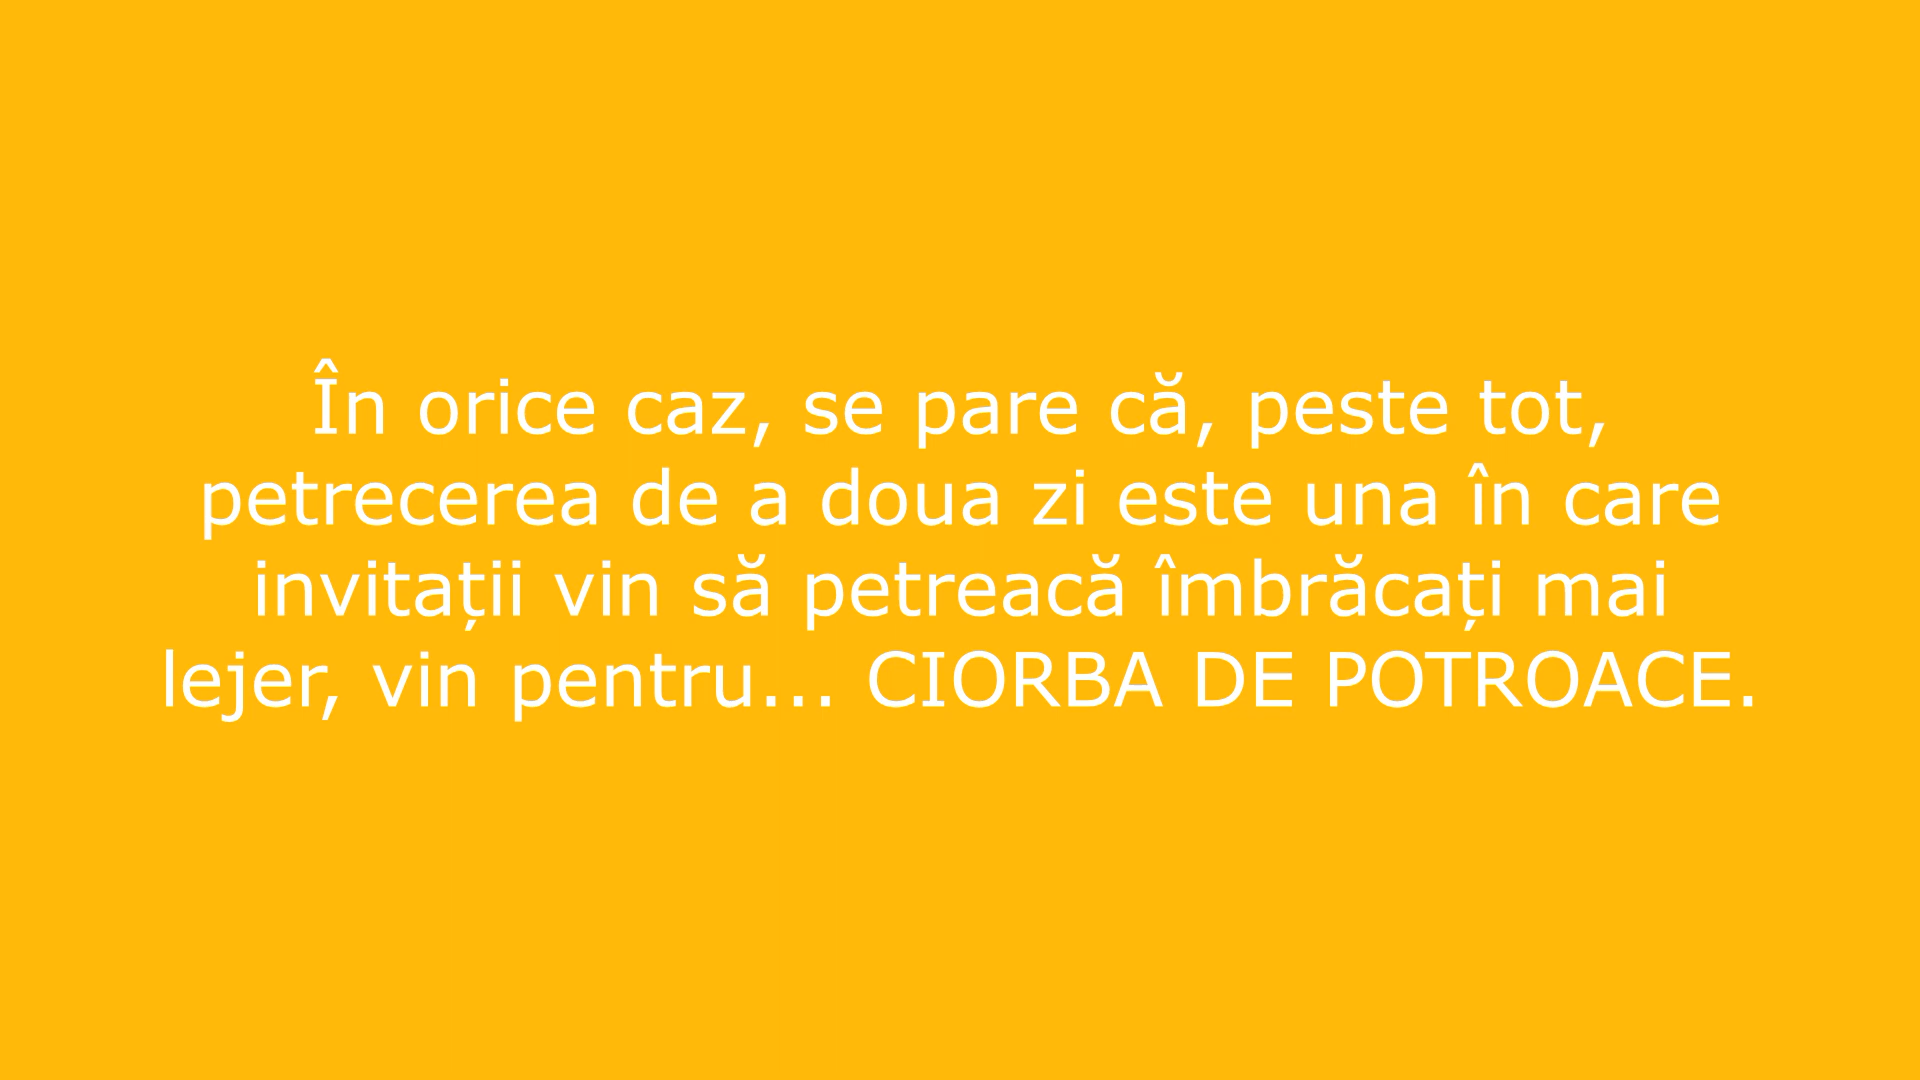 În orice caz, se pare că, peste tot,
petrecerea de a doua zi este una în care
invitații vin să petreacă îmbrăcați mai
lejer, vin pentru... CIORBA DE POTROACE.